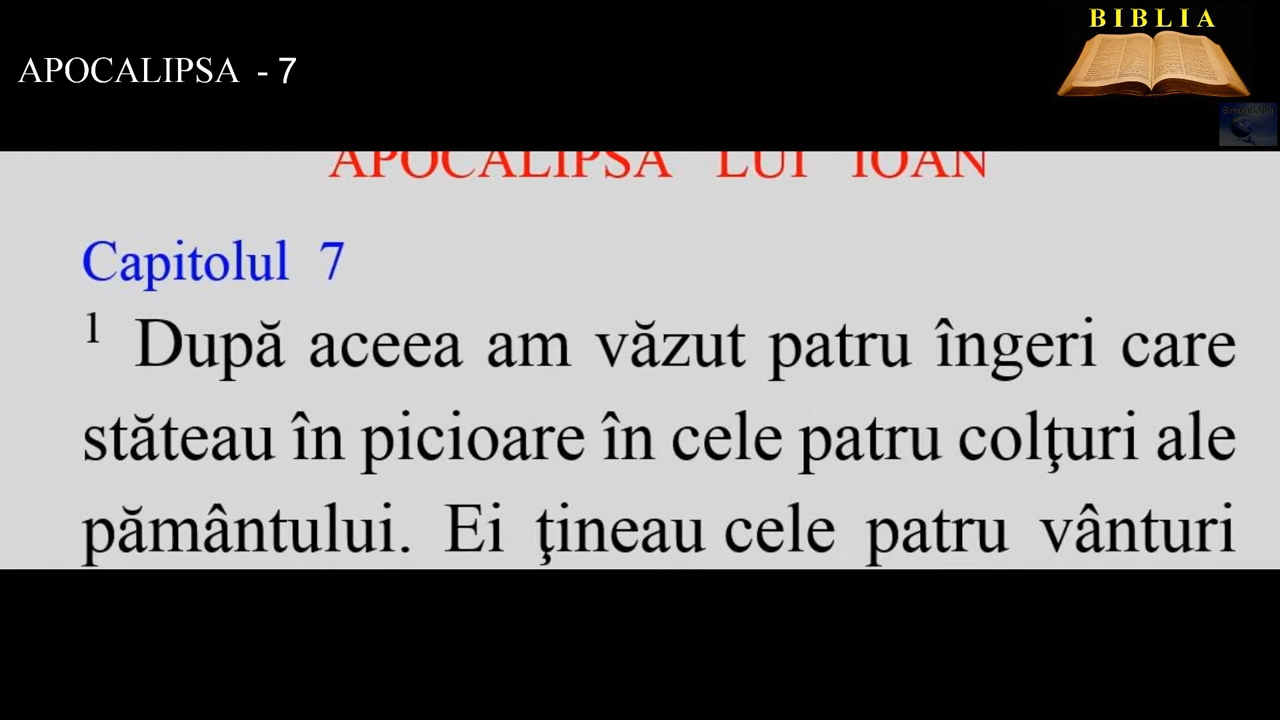 BIBLIA
APOCALIPSA - 7
APOCALIPSA LUI IOAN
Capitolul 7
1 După aceea am văzut patru îngeri care
stăteau în picioare în cele patru colţuri ale
pământului. Ei ţineau cele patru vânturi